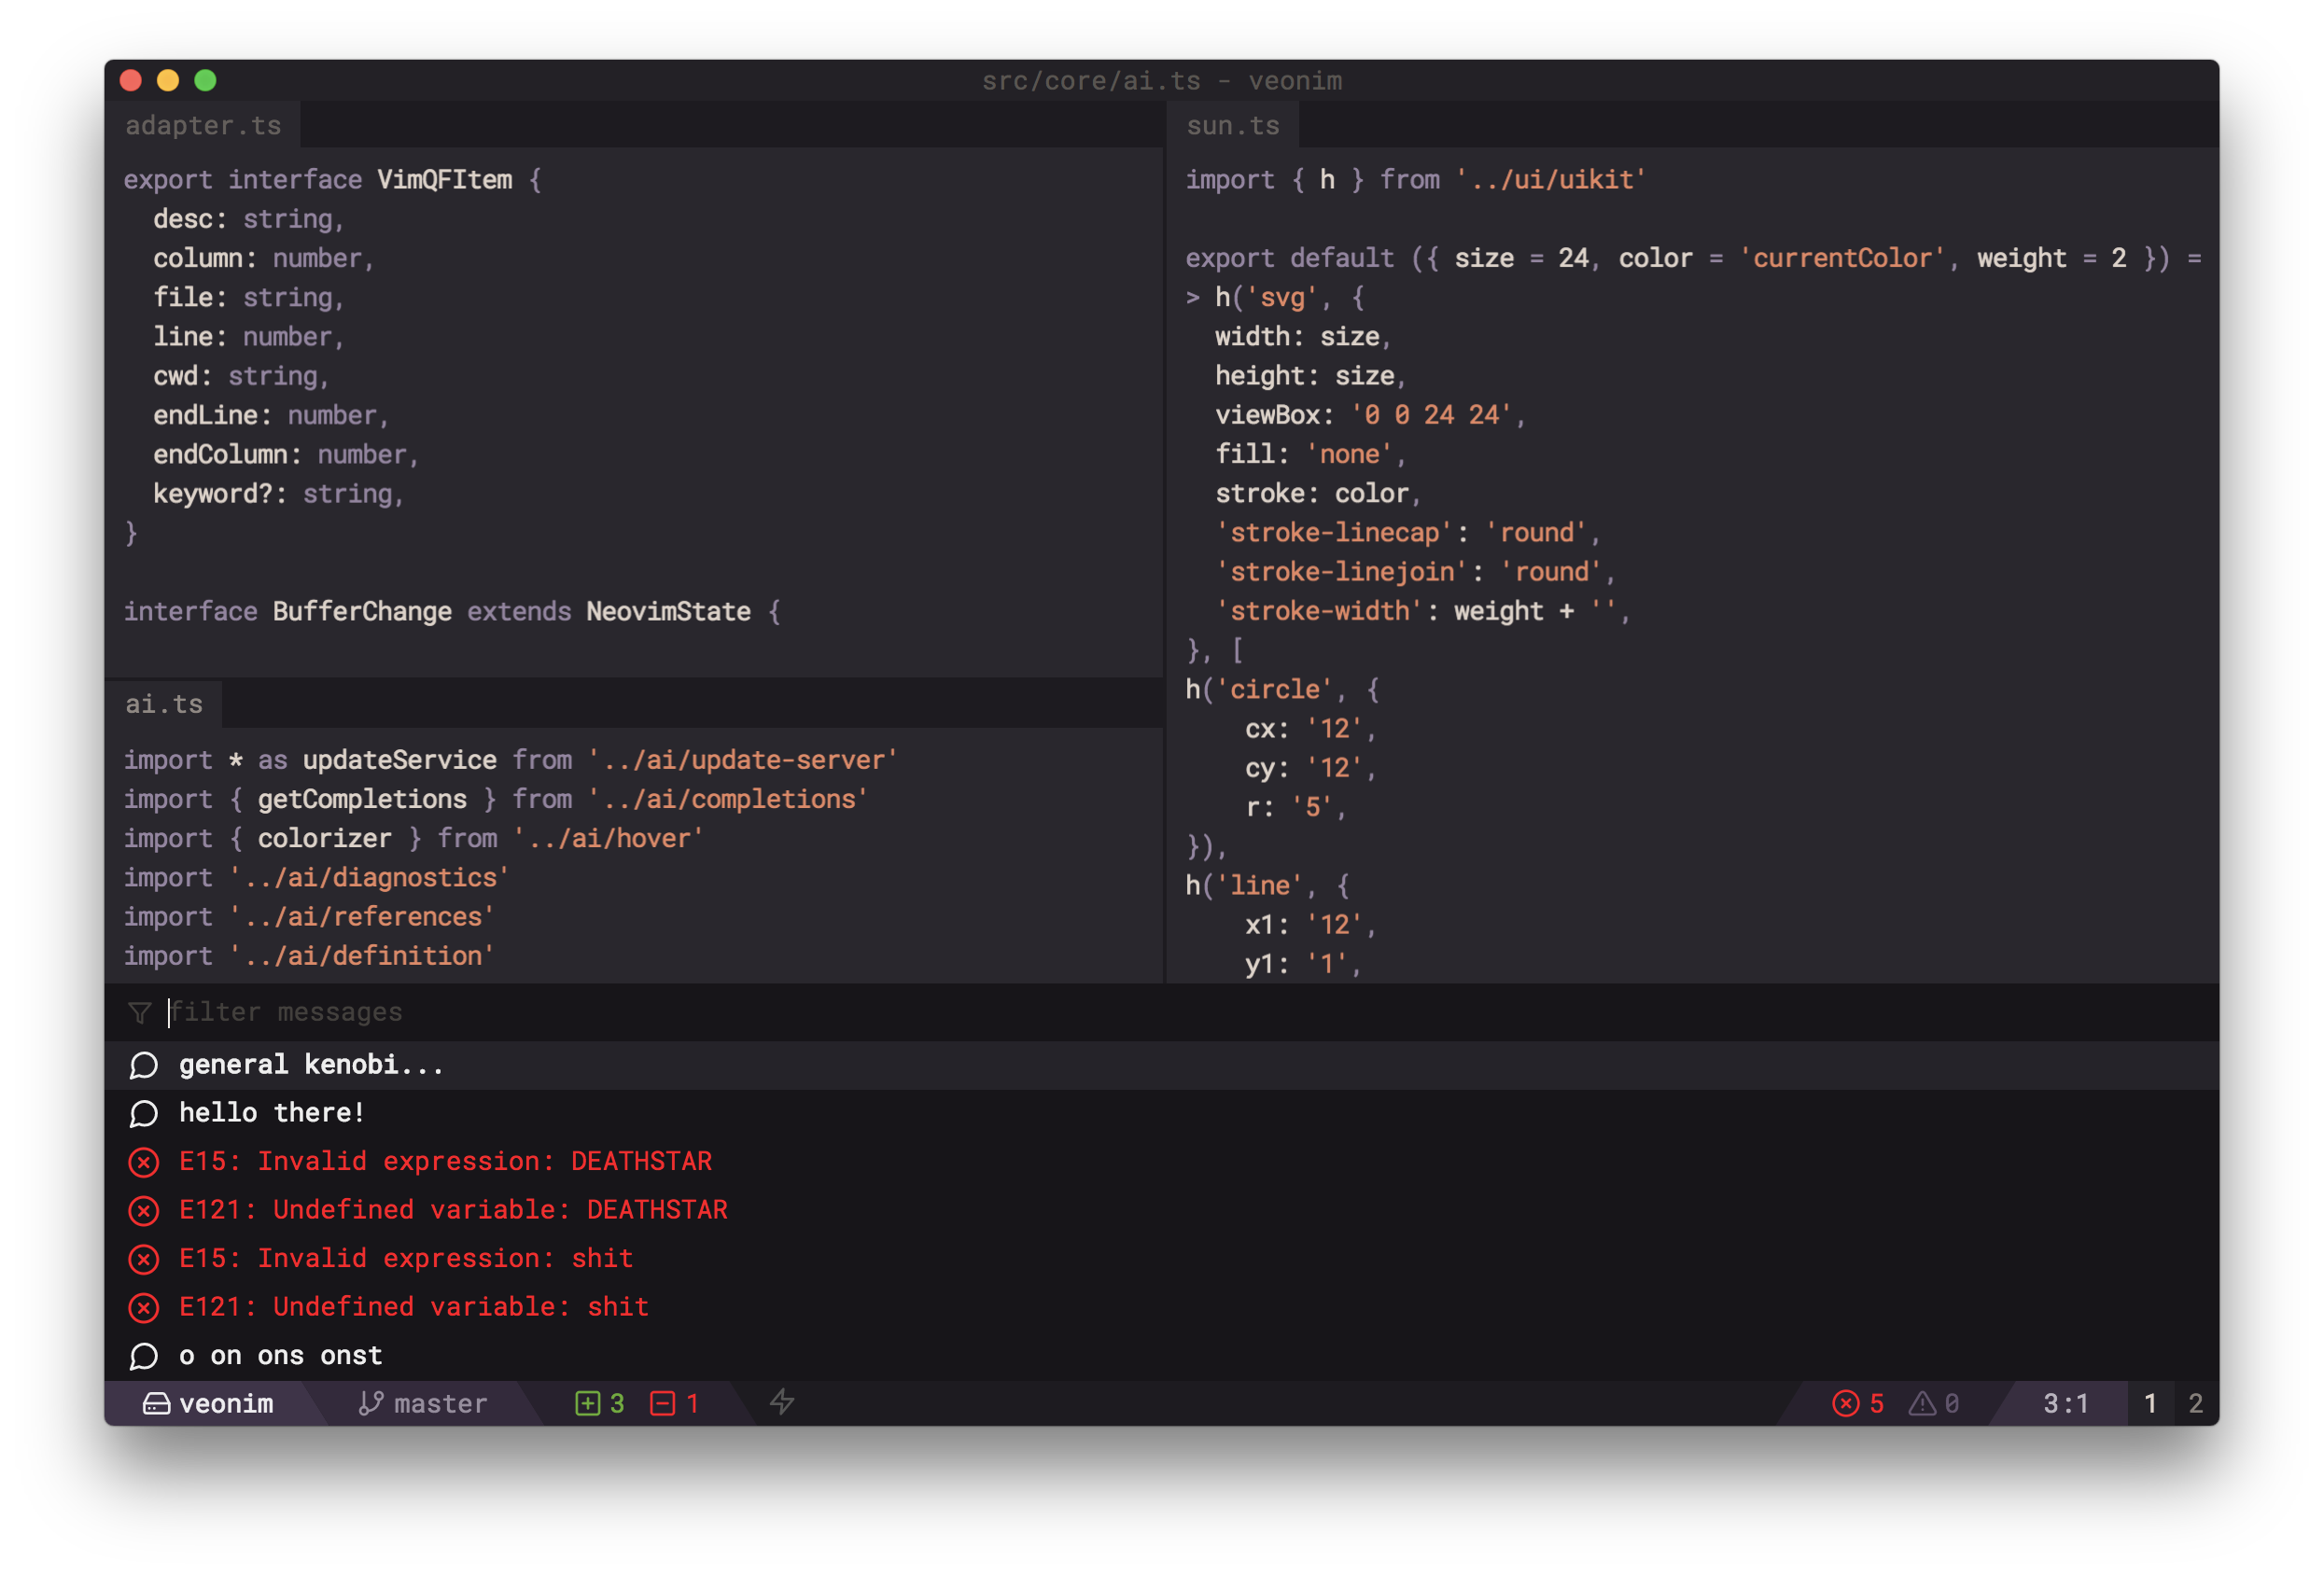 src/core/ai.ts - veonim
adapter.ts
export interface VimQFItem {
  desc: string,
  column: number,
  file: string,
  line: number,
  cwd: string,
  endLine: number,
  endColumn: number,
  keyword?: string,
}
interface BufferChange extends NeovimState {
ai.ts
import * as updateService from '../ai/update-server'
import { getCompletions } from '../ai/completions'
import { colorizer } from '../ai/hover'
import '../ai/diagnostics'
import '../ai/references'
import '../ai/definition'
sun.ts
import { h } from '../ui/uikit'
export default ({ size = 24, color = 'currentColor', weight = 2 }) =
> h('svg', {
  width: size,
  height: size,
  viewBox: '0 0 24 24',
  fill: 'none',
  stroke: color,
  'stroke-linecap': 'round',
  'stroke-linejoin': 'round',
  'stroke-width': weight + '',
}, [
h('circle', {
    cx: '12',
    cy: '12',
    r: '5',
}),
h('line', {
    x1: '12',
    y1: '1',
filter messages
general kenobi...
hello there!
E15: Invalid expression: DEATHSTAR
E121: Undefined variable: DEATHSTAR
E15: Invalid expression: shit
E121: Undefined variable: shit
o on ons onst
veonim master 3 1 5 0 3:1 1 2